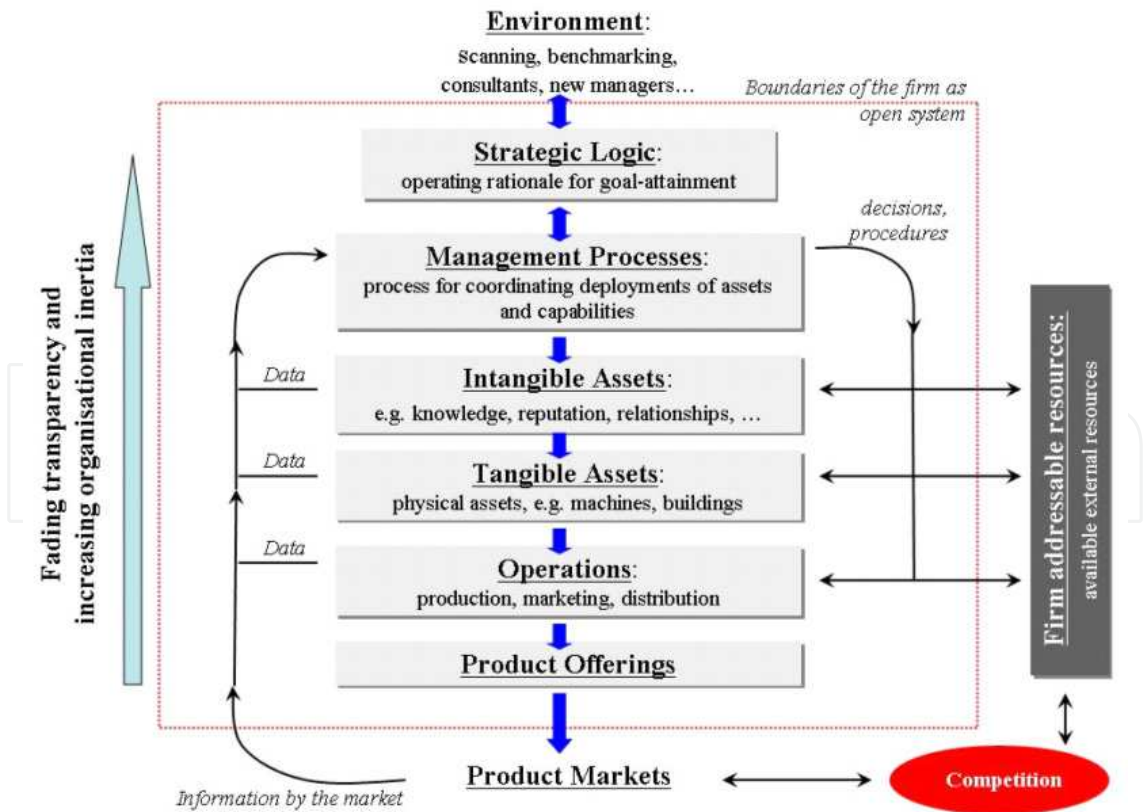 Environment:
Scanning, benchmarking,
consultants, new managers…
Boundaries of the firm as
open system
Strategic Logic:
operating rationale for goal-attainment
decisions,
procedures
Management Processes:
process for coordinating deployments of assets
and capabilities
Fading transparency and
increasing organisational inertia
Data
Intangible Assets:
e.g. knowledge, reputation, relationships, …
Data
Tangible Assets:
physical assets, e.g. machines, buildings
Data
Operations:
production, marketing, distribution
Firm addressable resources:
available external resources
Product Offerings
Product Markets
Competition
Information by the market